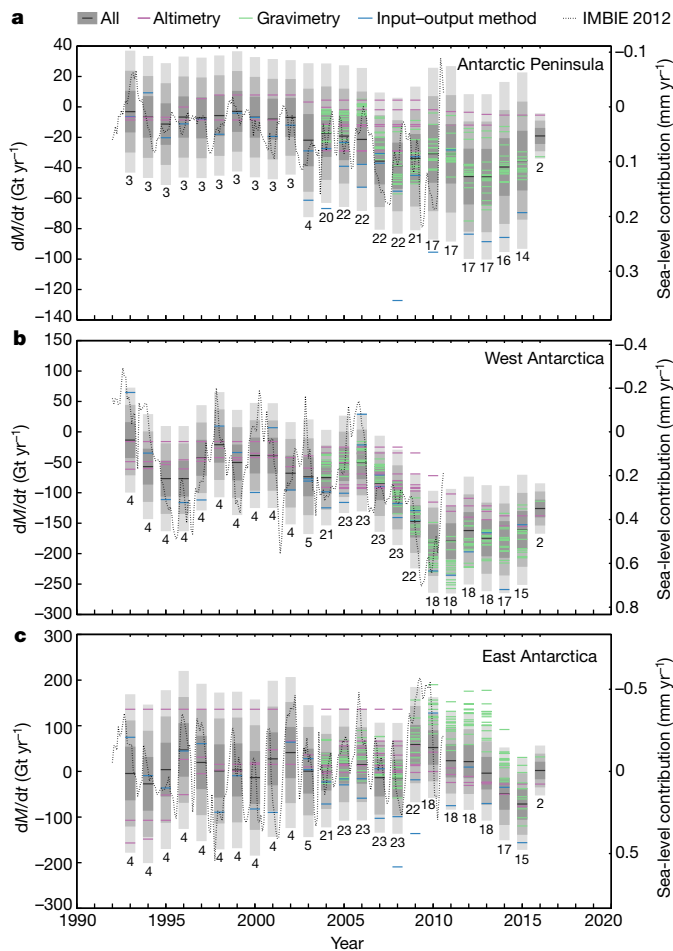 a All Altimetry Gravimetry Input–output method IMBIE 2012
40
20
0
−20
−40
−60
−80
−100
−120
−140
dM/dt (Gt yr−1)
Antarctic Peninsula
3 3 3 3 3 3 3 3 3 3 4 20 22 22 22 22 21 17 17 17 17 16 14 2
−0.1
0
0.1
0.2
0.3
Sea-level contribution (mm yr−1)
b
150
100
50
0
−50
−100
−150
−200
−250
−300
dM/dt (Gt yr−1)
West Antarctica
4 4 4 4 4 4 4 4 4 4 5 21 23 23 23 23 22 18 18 18 18 17 15 2
−0.4
−0.2
0
0.2
0.4
0.6
0.8
Sea-level contribution (mm yr−1)
c
300
200
100
0
−100
−200
−300
dM/dt (Gt yr−1)
East Antarctica
4 4 4 4 4 4 4 4 4 4 5 21 23 23 23 23 22 18 18 18 18 17 15 2
−0.5
−0.0
0.5
Sea-level contribution (mm yr−1)
1990 1995 2000 2005 2010 2015 2020
Year